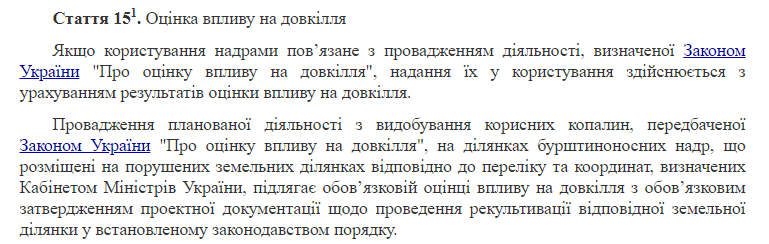 Стаття 15¹. Оцінка впливу на довкілля
Якщо користування надрами пов’язане з провадженням діяльності, визначеної Законом
України "Про оцінку впливу на довкілля", надання їх у користування здійснюється з
урахуванням результатів оцінки впливу на довкілля.
Провадження планованої діяльності з видобування корисних копалин, передбаченої
Законом України "Про оцінку впливу на довкілля", на ділянках бурштиноносних надр, що
розміщені на порушених земельних ділянках відповідно до переліку та координат, визначених
Кабінетом Міністрів України, підлягає обов’язковій оцінці впливу на довкілля з обов’язковим
затвердженням проектної документації щодо проведення рекультивації відповідної земельної
ділянки у встановленому законодавством порядку.